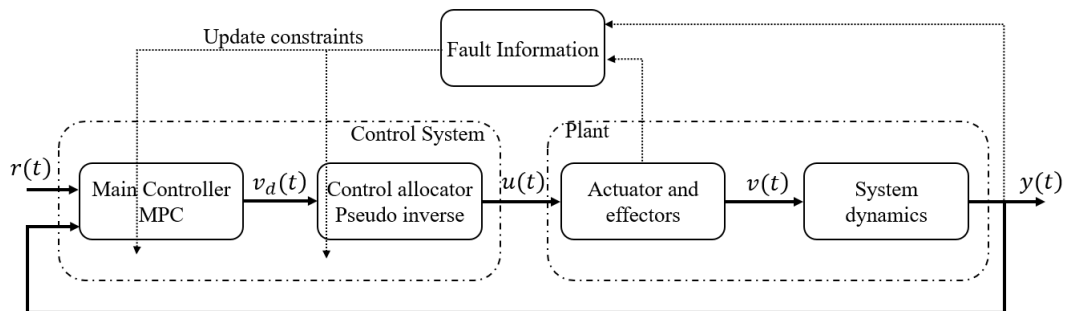 Update constraints
Fault Information
Control System
Plant
r(t)
Main Controller
MPC
v_d(t)
Control allocator
Pseudo inverse
u(t)
Actuator and
effectors
v(t)
System
dynamics
y(t)